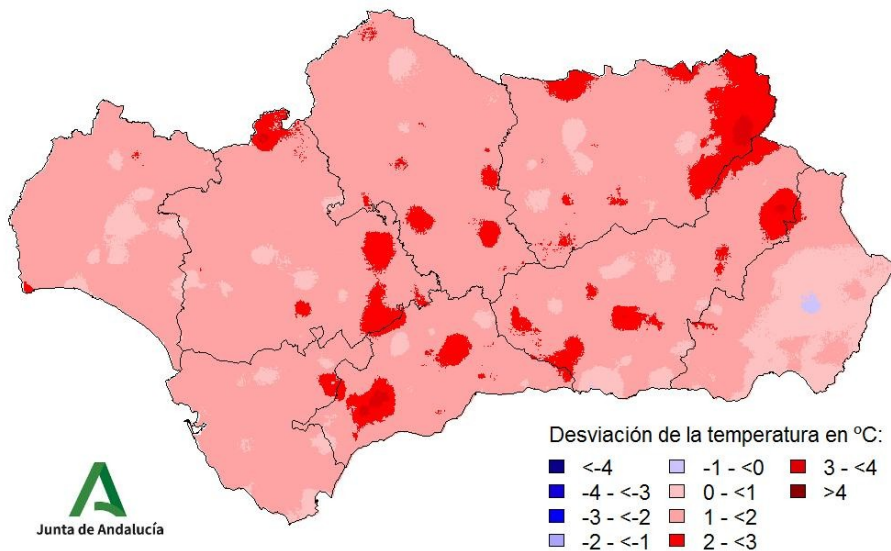 Desviación de la temperatura en ºC:
<-4 -1 - <0 3 - <4
-4 - <-3 0 - <1 >4
-3 - <-2 1 - <2
-2 - <-1 2 - <3
Junta de Andalucía